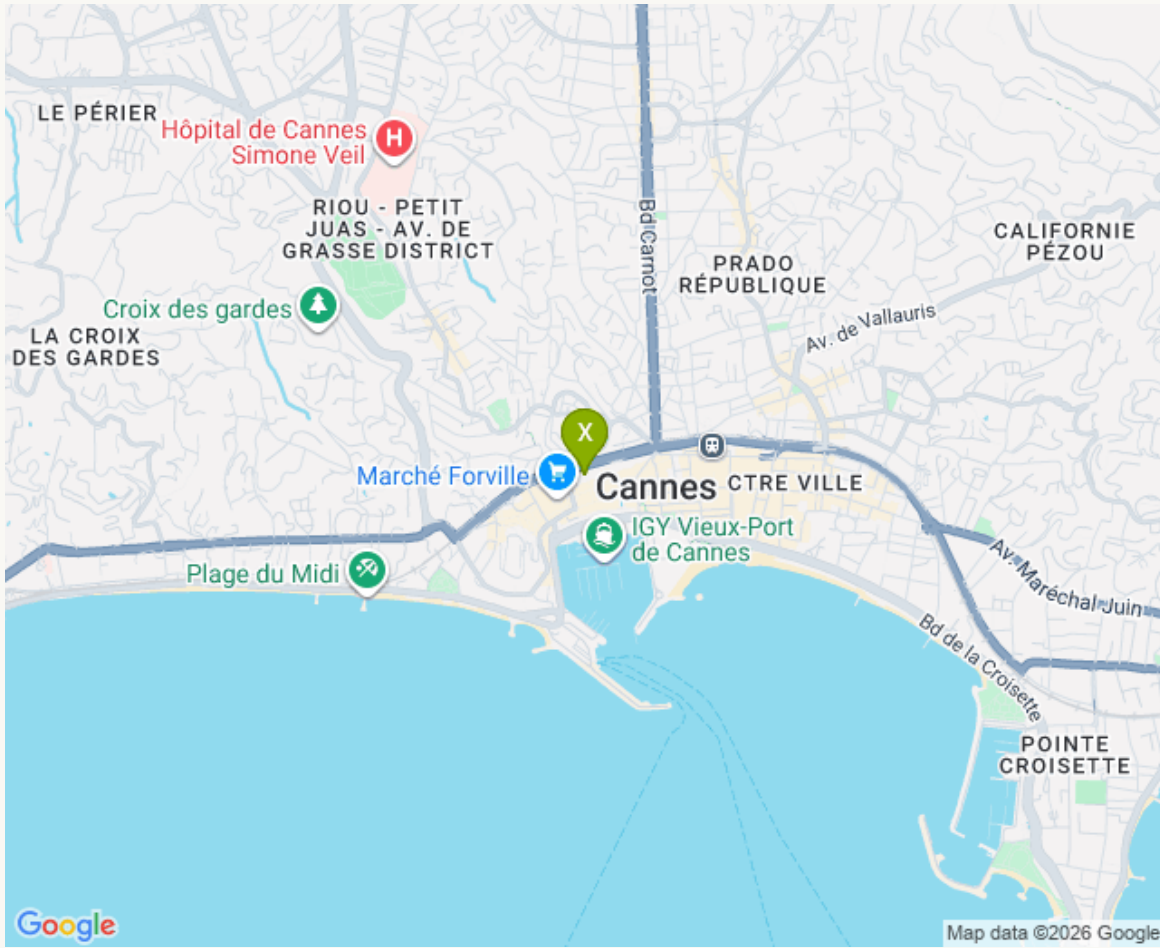 LE PÉRIER
Hôpital de Cannes
Simone Veil
H
RIOU - PETIT
JUAS - AV. DE
GRASSE DISTRICT
Bd Carnot
PRADO
RÉPUBLIQUE
CALIFORNIE
PÉZOU
Croix des gardes
LA CROIX
DES GARDES
Av. de Vallauris
X
Marché Forville
Cannes
CTRE VILLE
IGY Vieux-Port
de Cannes
Plage du Midi
Av. Maréchal Juin
Bd de la Croisette
POINTE
CROISETTE
Google
Map data ©2026 Google